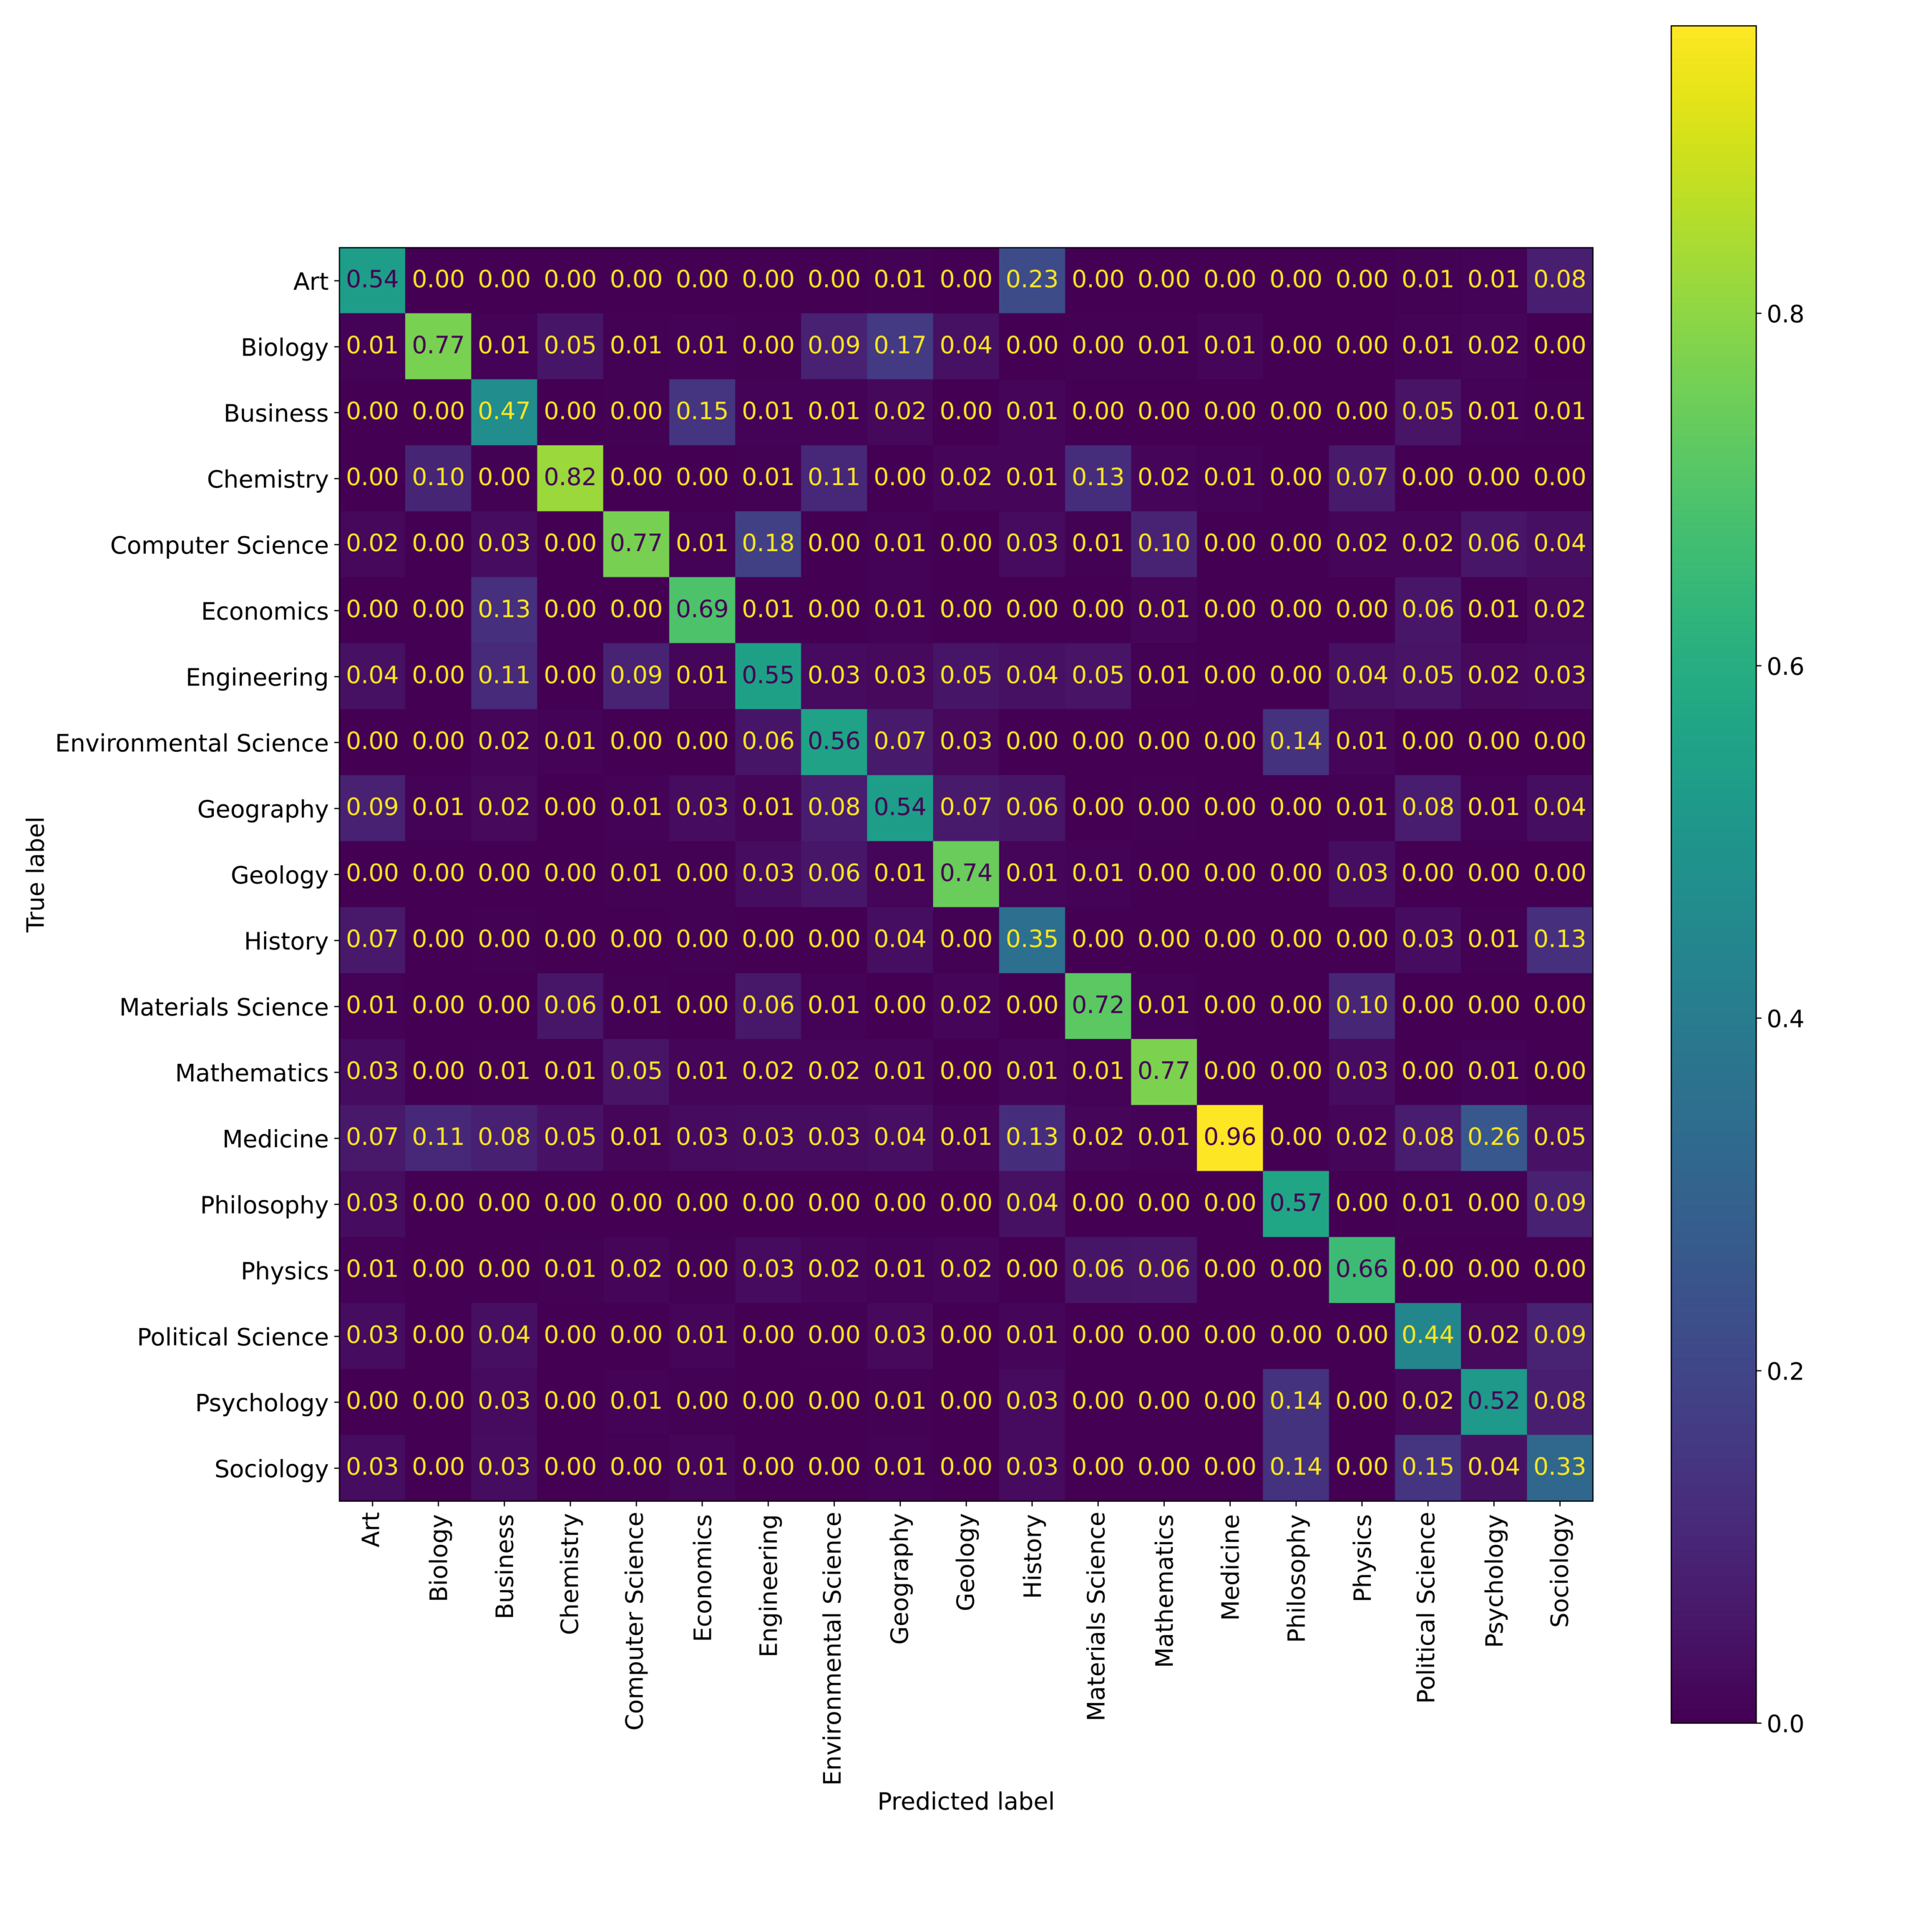 Art 0.54 0.00 0.00 0.00 0.00 0.00 0.00 0.00 0.01 0.00 0.23 0.00 0.00 0.00 0.00 0.00 0.01 0.01 0.08
Biology 0.01 0.77 0.01 0.05 0.01 0.01 0.00 0.09 0.17 0.04 0.00 0.00 0.01 0.01 0.00 0.00 0.01 0.02 0.00
Business 0.00 0.00 0.47 0.00 0.00 0.15 0.01 0.01 0.02 0.00 0.01 0.00 0.00 0.00 0.00 0.00 0.05 0.01 0.01
Chemistry 0.00 0.10 0.00 0.82 0.00 0.00 0.01 0.11 0.00 0.02 0.01 0.13 0.02 0.01 0.00 0.07 0.00 0.00 0.00
Computer Science 0.02 0.00 0.03 0.00 0.77 0.01 0.18 0.00 0.01 0.00 0.03 0.01 0.10 0.00 0.00 0.02 0.02 0.06 0.04
Economics 0.00 0.00 0.13 0.00 0.00 0.69 0.01 0.00 0.01 0.00 0.00 0.00 0.01 0.00 0.00 0.00 0.06 0.01 0.02
Engineering 0.04 0.00 0.11 0.00 0.09 0.01 0.55 0.03 0.03 0.05 0.04 0.05 0.01 0.00 0.00 0.04 0.05 0.02 0.03
Environmental Science 0.00 0.00 0.02 0.01 0.00 0.00 0.06 0.56 0.07 0.03 0.00 0.00 0.00 0.00 0.14 0.01 0.00 0.00 0.00
Geography 0.09 0.01 0.02 0.00 0.01 0.03 0.01 0.08 0.54 0.07 0.06 0.00 0.00 0.00 0.00 0.01 0.08 0.01 0.04
Geology 0.00 0.00 0.00 0.00 0.01 0.00 0.03 0.06 0.01 0.74 0.01 0.01 0.00 0.00 0.00 0.03 0.00 0.00 0.00
History 0.07 0.00 0.00 0.00 0.00 0.00 0.00 0.00 0.04 0.00 0.35 0.00 0.00 0.00 0.00 0.00 0.03 0.01 0.13
Materials Science 0.01 0.00 0.00 0.06 0.01 0.00 0.06 0.01 0.00 0.02 0.00 0.72 0.01 0.00 0.00 0.10 0.00 0.00 0.00
Mathematics 0.03 0.00 0.01 0.01 0.05 0.01 0.02 0.02 0.01 0.00 0.01 0.01 0.77 0.00 0.00 0.03 0.00 0.01 0.00
Medicine 0.07 0.11 0.08 0.05 0.01 0.03 0.03 0.03 0.04 0.01 0.13 0.02 0.01 0.96 0.00 0.02 0.08 0.26 0.05
Philosophy 0.03 0.00 0.00 0.00 0.00 0.00 0.00 0.00 0.00 0.00 0.04 0.00 0.00 0.00 0.57 0.00 0.01 0.00 0.09
Physics 0.01 0.00 0.00 0.01 0.02 0.00 0.03 0.02 0.01 0.02 0.00 0.06 0.06 0.00 0.00 0.66 0.00 0.00 0.00
Political Science 0.03 0.00 0.04 0.00 0.00 0.01 0.00 0.00 0.03 0.00 0.01 0.00 0.00 0.00 0.00 0.00 0.44 0.02 0.09
Psychology 0.00 0.00 0.03 0.00 0.01 0.00 0.00 0.00 0.01 0.00 0.03 0.00 0.00 0.00 0.14 0.00 0.02 0.52 0.08
Sociology 0.03 0.00 0.03 0.00 0.00 0.01 0.00 0.00 0.01 0.00 0.03 0.00 0.00 0.00 0.14 0.00 0.15 0.04 0.33
True label
Art
Biology
Business
Chemistry
Computer Science
Economics
Engineering
Environmental Science
Geography
Geology
History
Materials Science
Mathematics
Medicine
Philosophy
Physics
Political Science
Psychology
Sociology
Predicted label
0.8
0.6
0.4
0.2
0.0